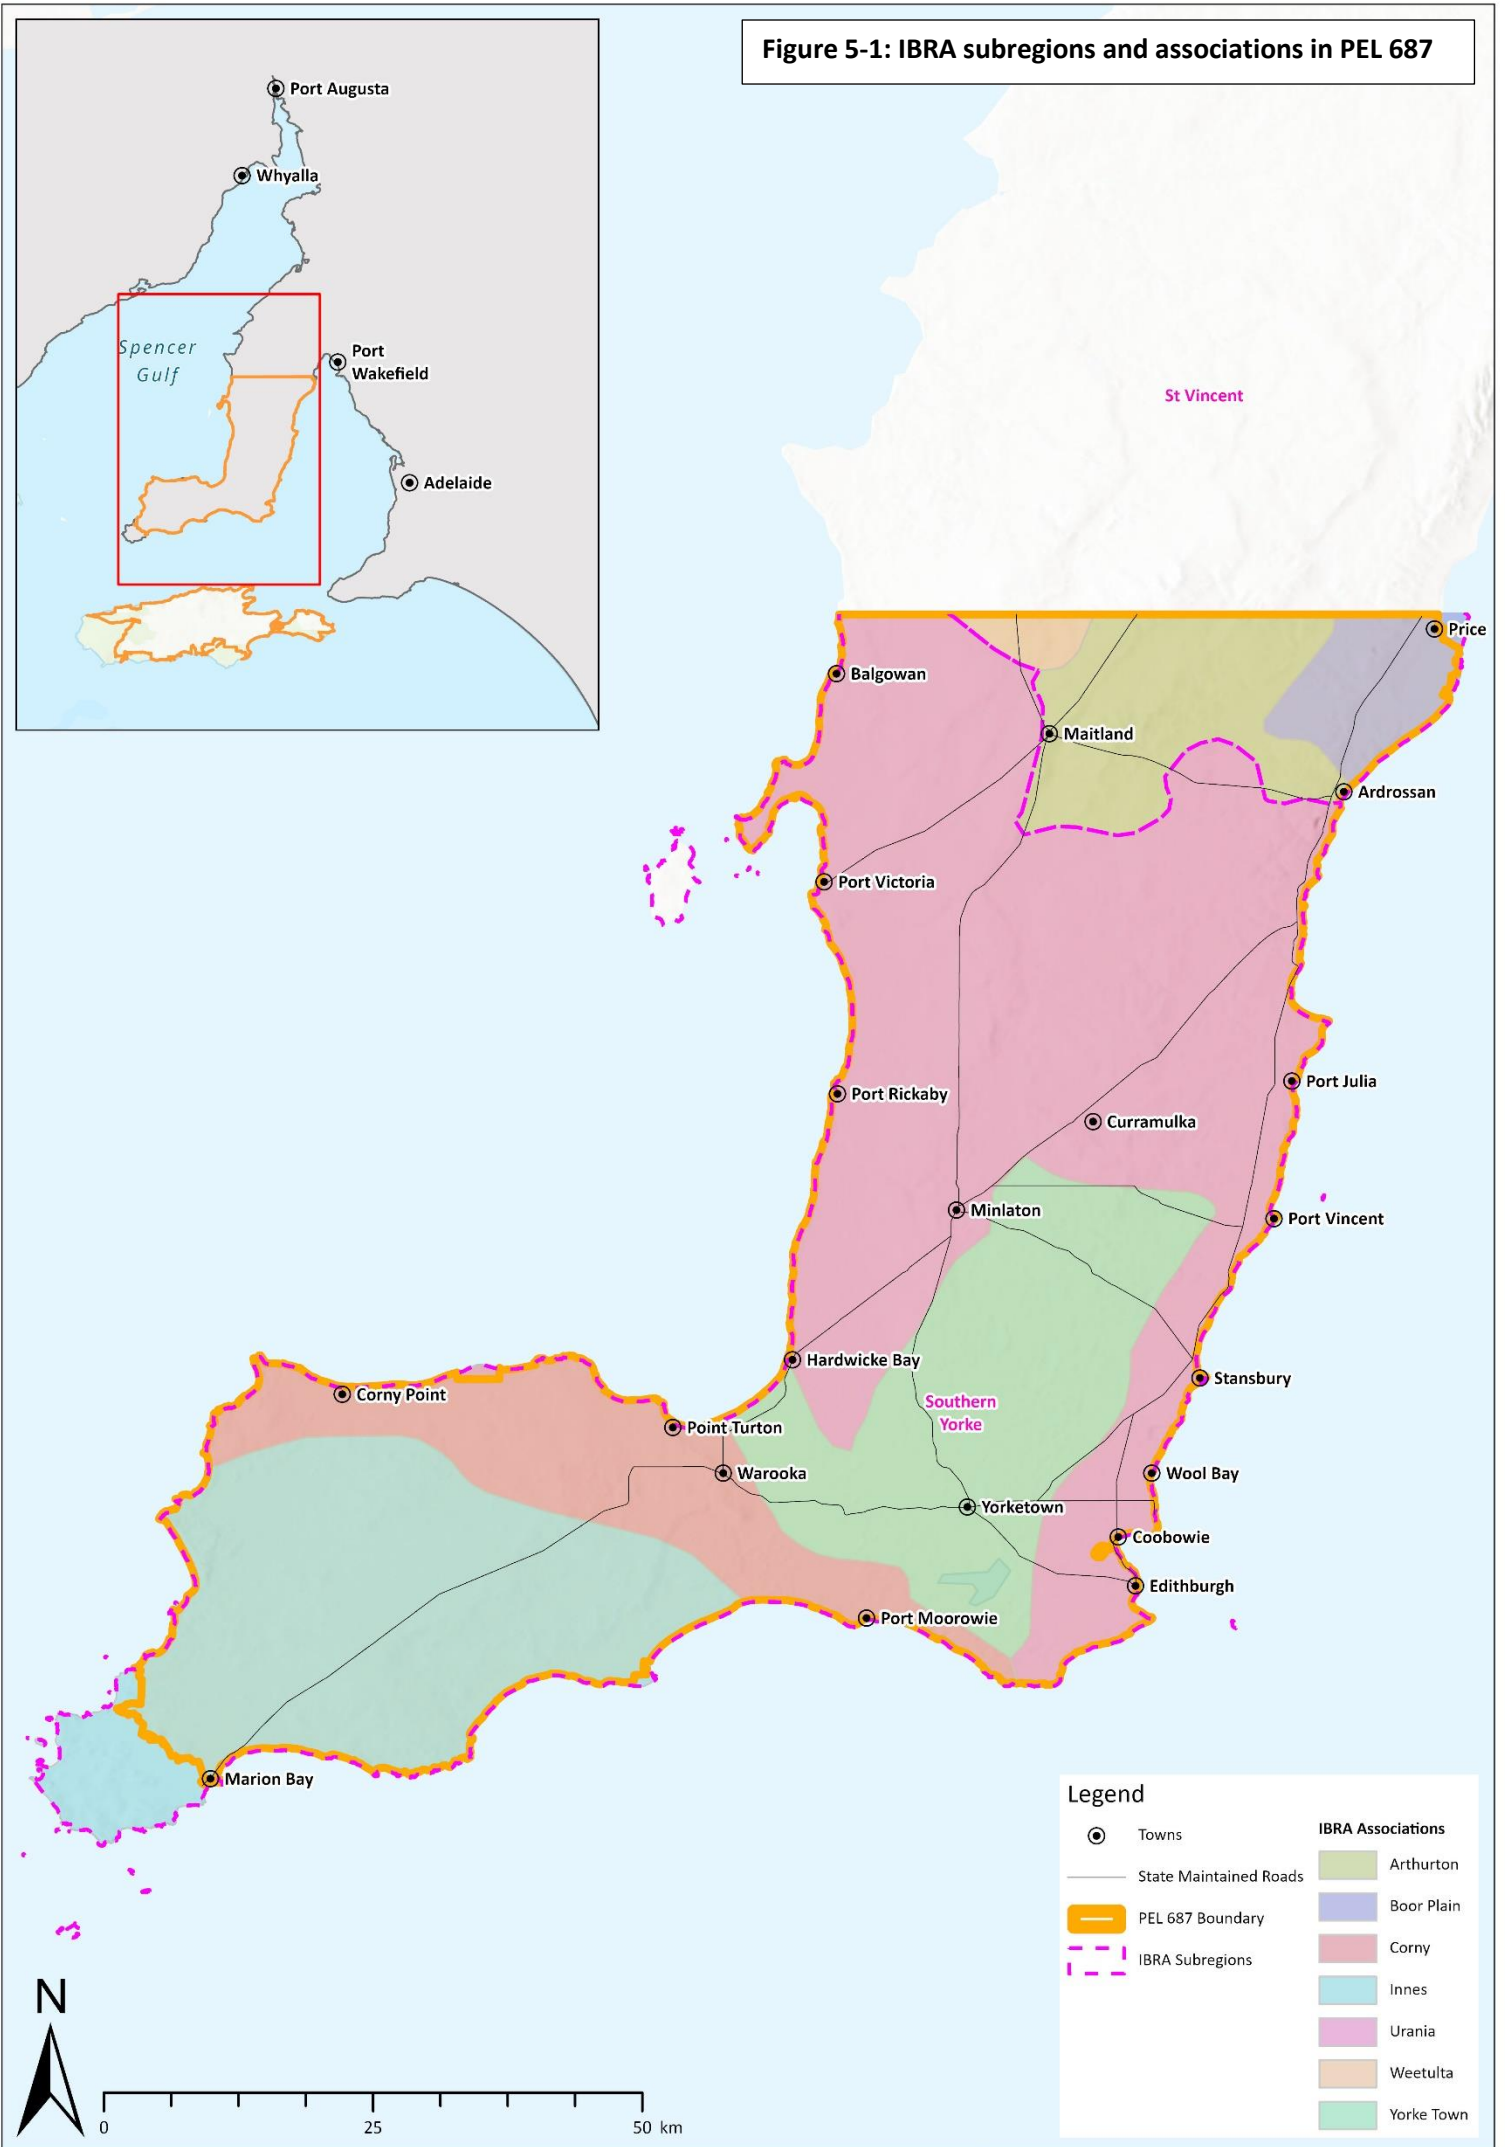 Figure 5-1: IBRA subregions and associations in PEL 687
Port Augusta
Whyalla
Spencer
Gulf
Port
Wakefield
Adelaide
St Vincent
Price
Balgowan
Maitland
Ardrossan
Port Victoria
Port Rickaby
Port Julia
Curramulka
Minlaton
Port Vincent
Hardwicke Bay
Stansbury
Corny Point
Southern
Yorke
Point Turton
Warooka
Wool Bay
Yorketown
Coobowie
Edithburgh
Port Moorowie
Marion Bay
Legend
Towns
State Maintained Roads
PEL 687 Boundary
IBRA Subregions
IBRA Associations
Arthurton
Boor Plain
Corny
Innes
Urania
Weetulta
Yorke Town
N
0 25 50 km